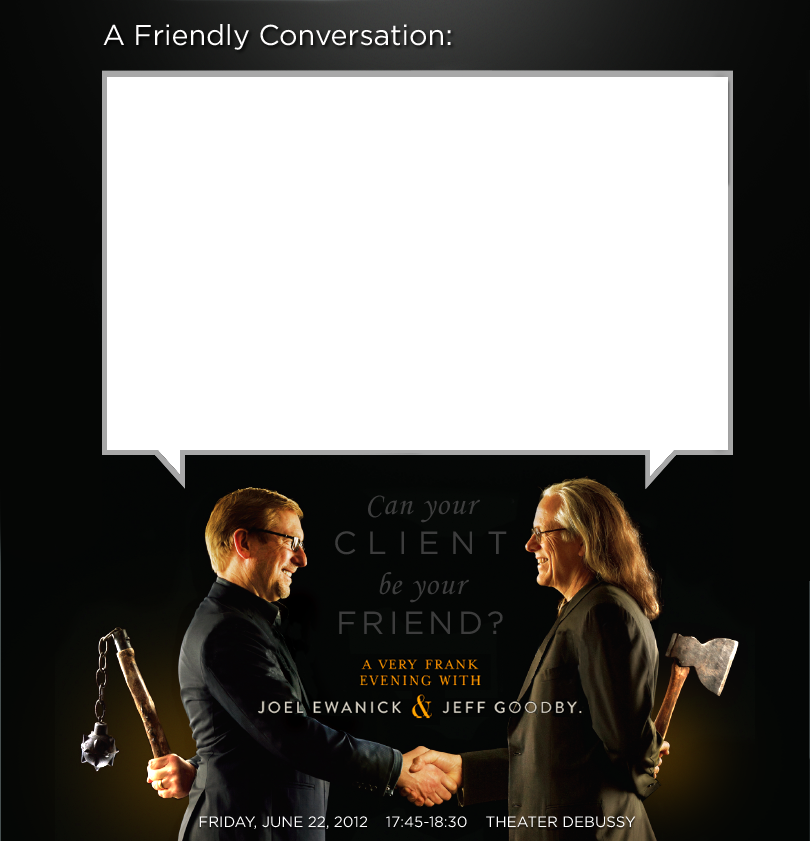 A Friendly Conversation:
Can your
CLIENT
be your
FRIEND?
A VERY FRANK
EVENING WITH
JOEL EWANICK & JEFF GOODBY.
FRIDAY, JUNE 22, 2012 17:45-18:30 THEATER DEBUSSY